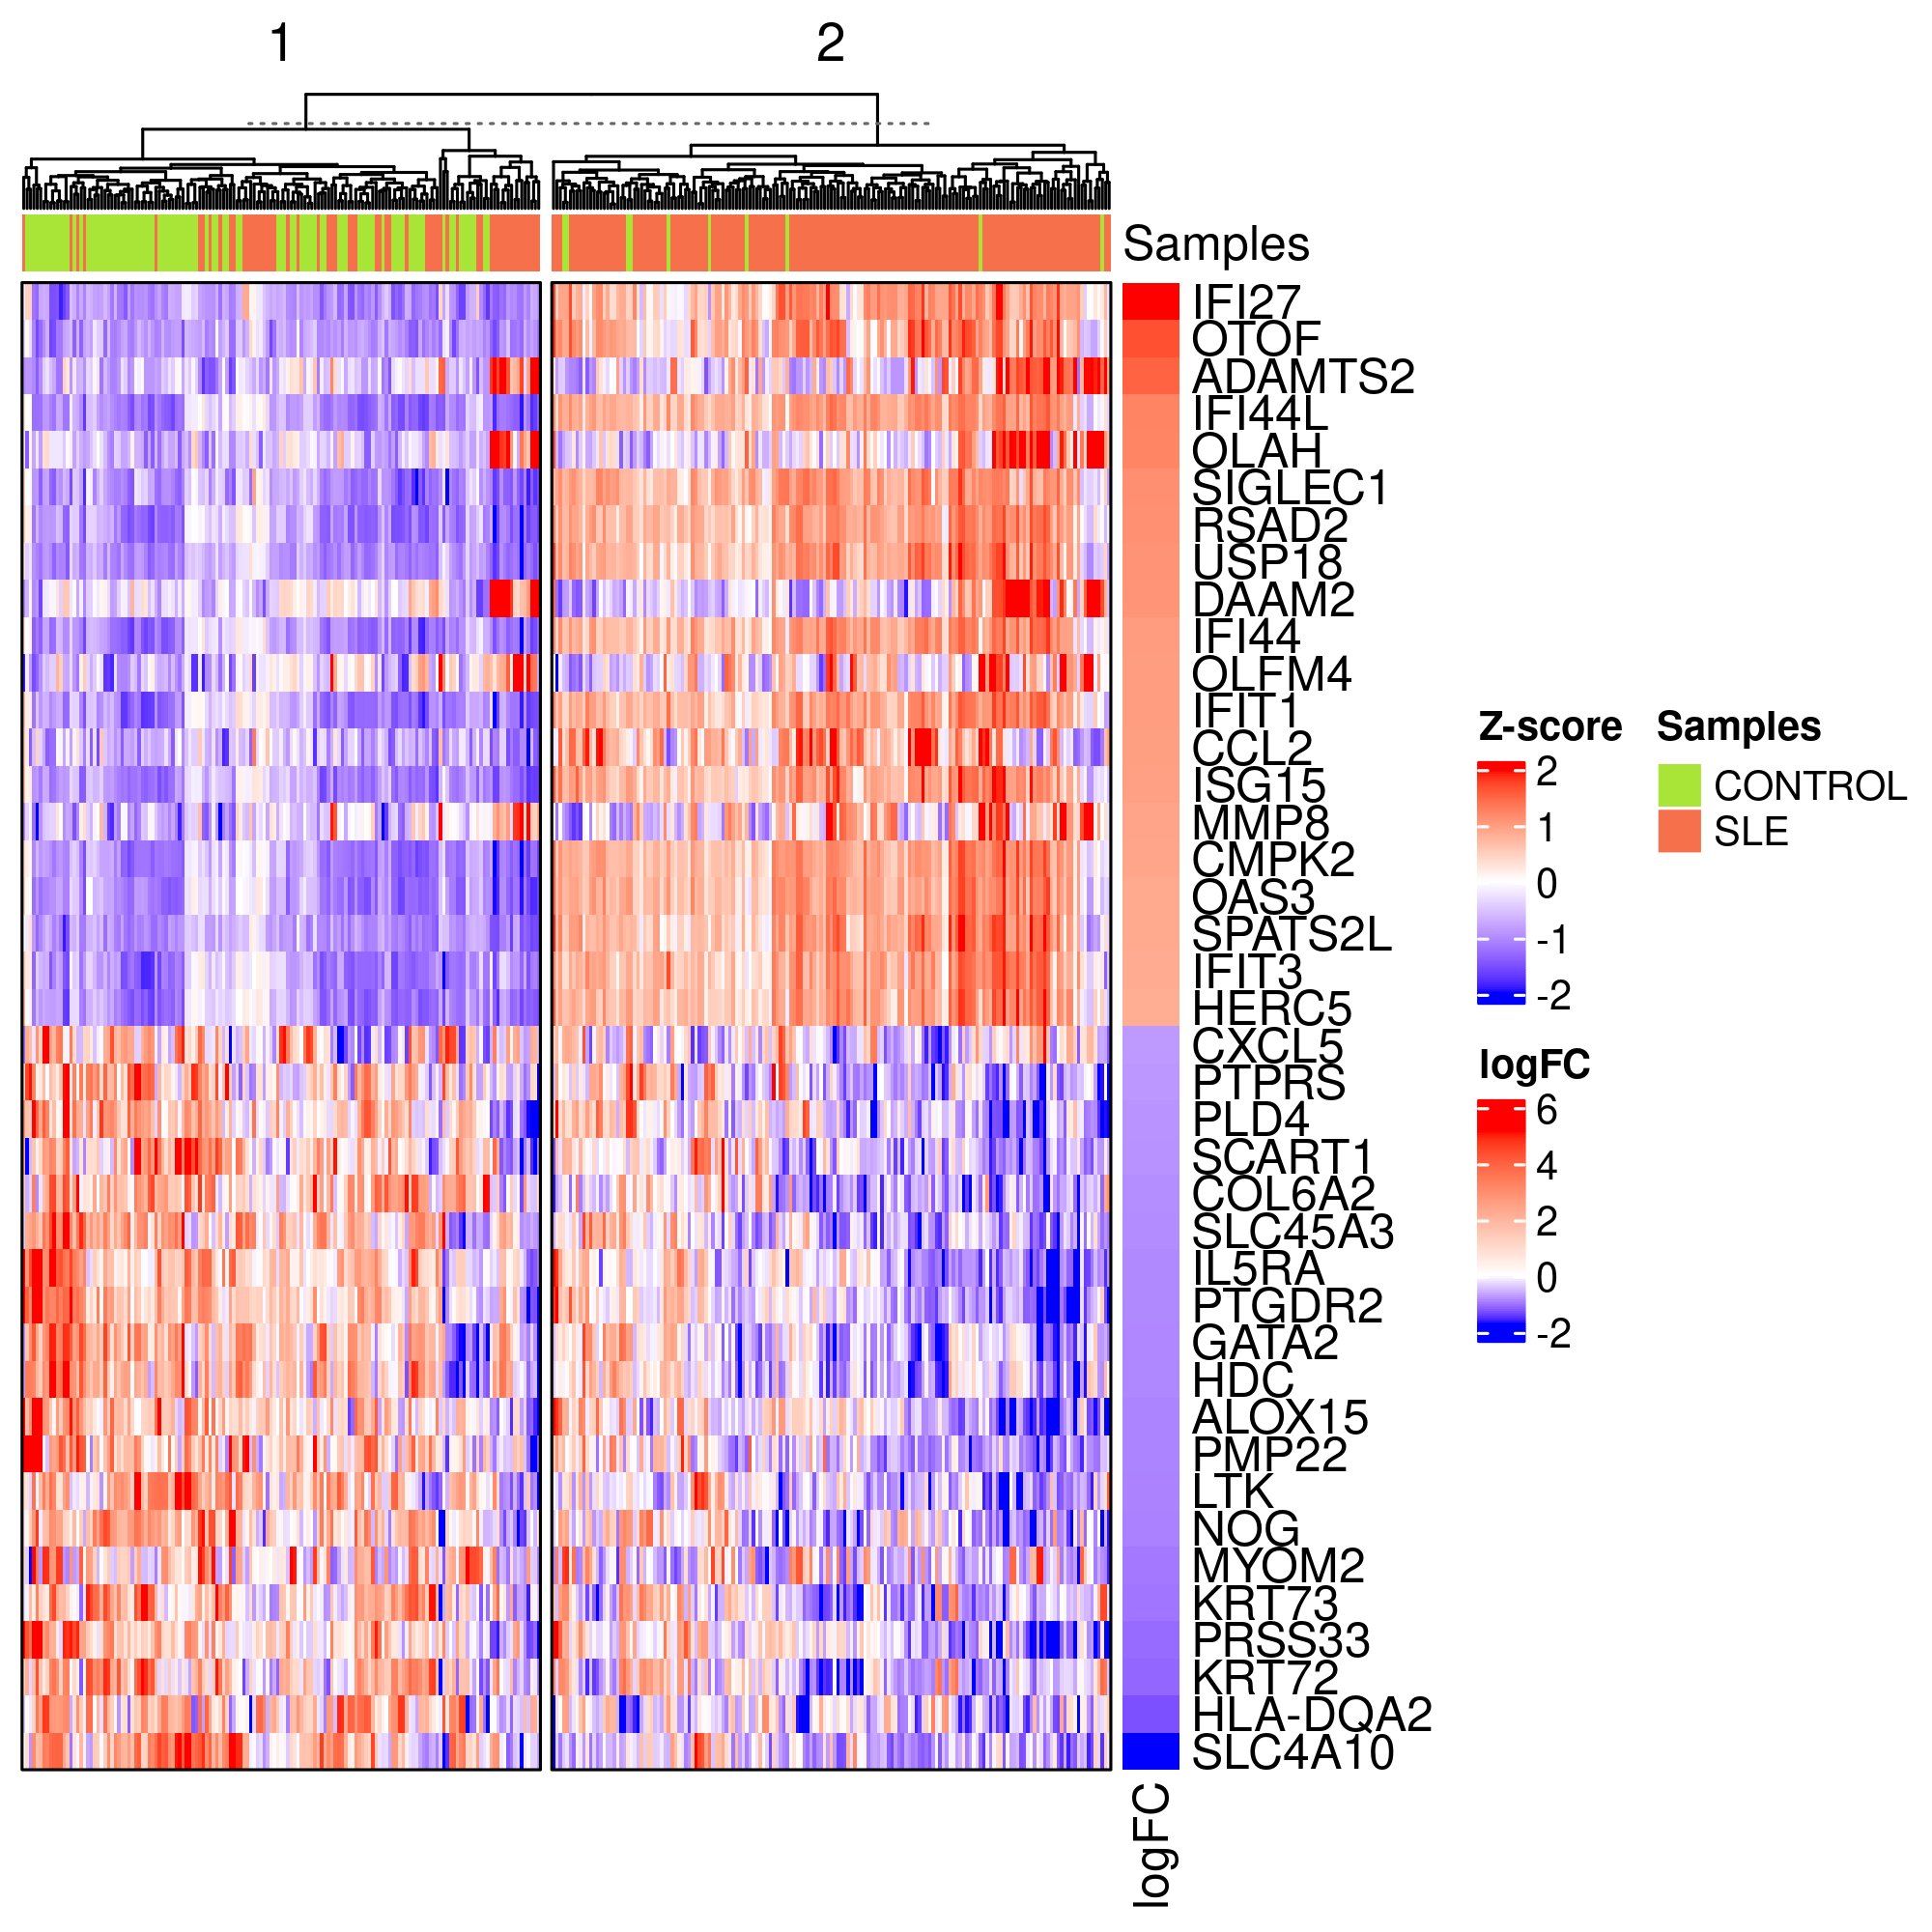 1
2
Samples
IFI27
OTOF
ADAMTS2
IFI44L
OLAH
SIGLEC1
RSAD2
USP18
DAAM2
IFI44
OLFM4
IFIT1
CCL2
ISG15
MMP8
CMPK2
OAS3
SPATS2L
IFIT3
HERC5
CXCL5
PTPRS
PLD4
SCART1
COL6A2
SLC45A3
IL5RA
PTGDR2
GATA2
HDC
ALOX15
PMP22
LTK
NOG
MYOM2
KRT73
PRSS33
KRT72
HLA-DQA2
SLC4A10
logFC
Z-score
2
1
0
-1
-2
Samples
CONTROL
SLE
logFC
6
4
2
0
-2